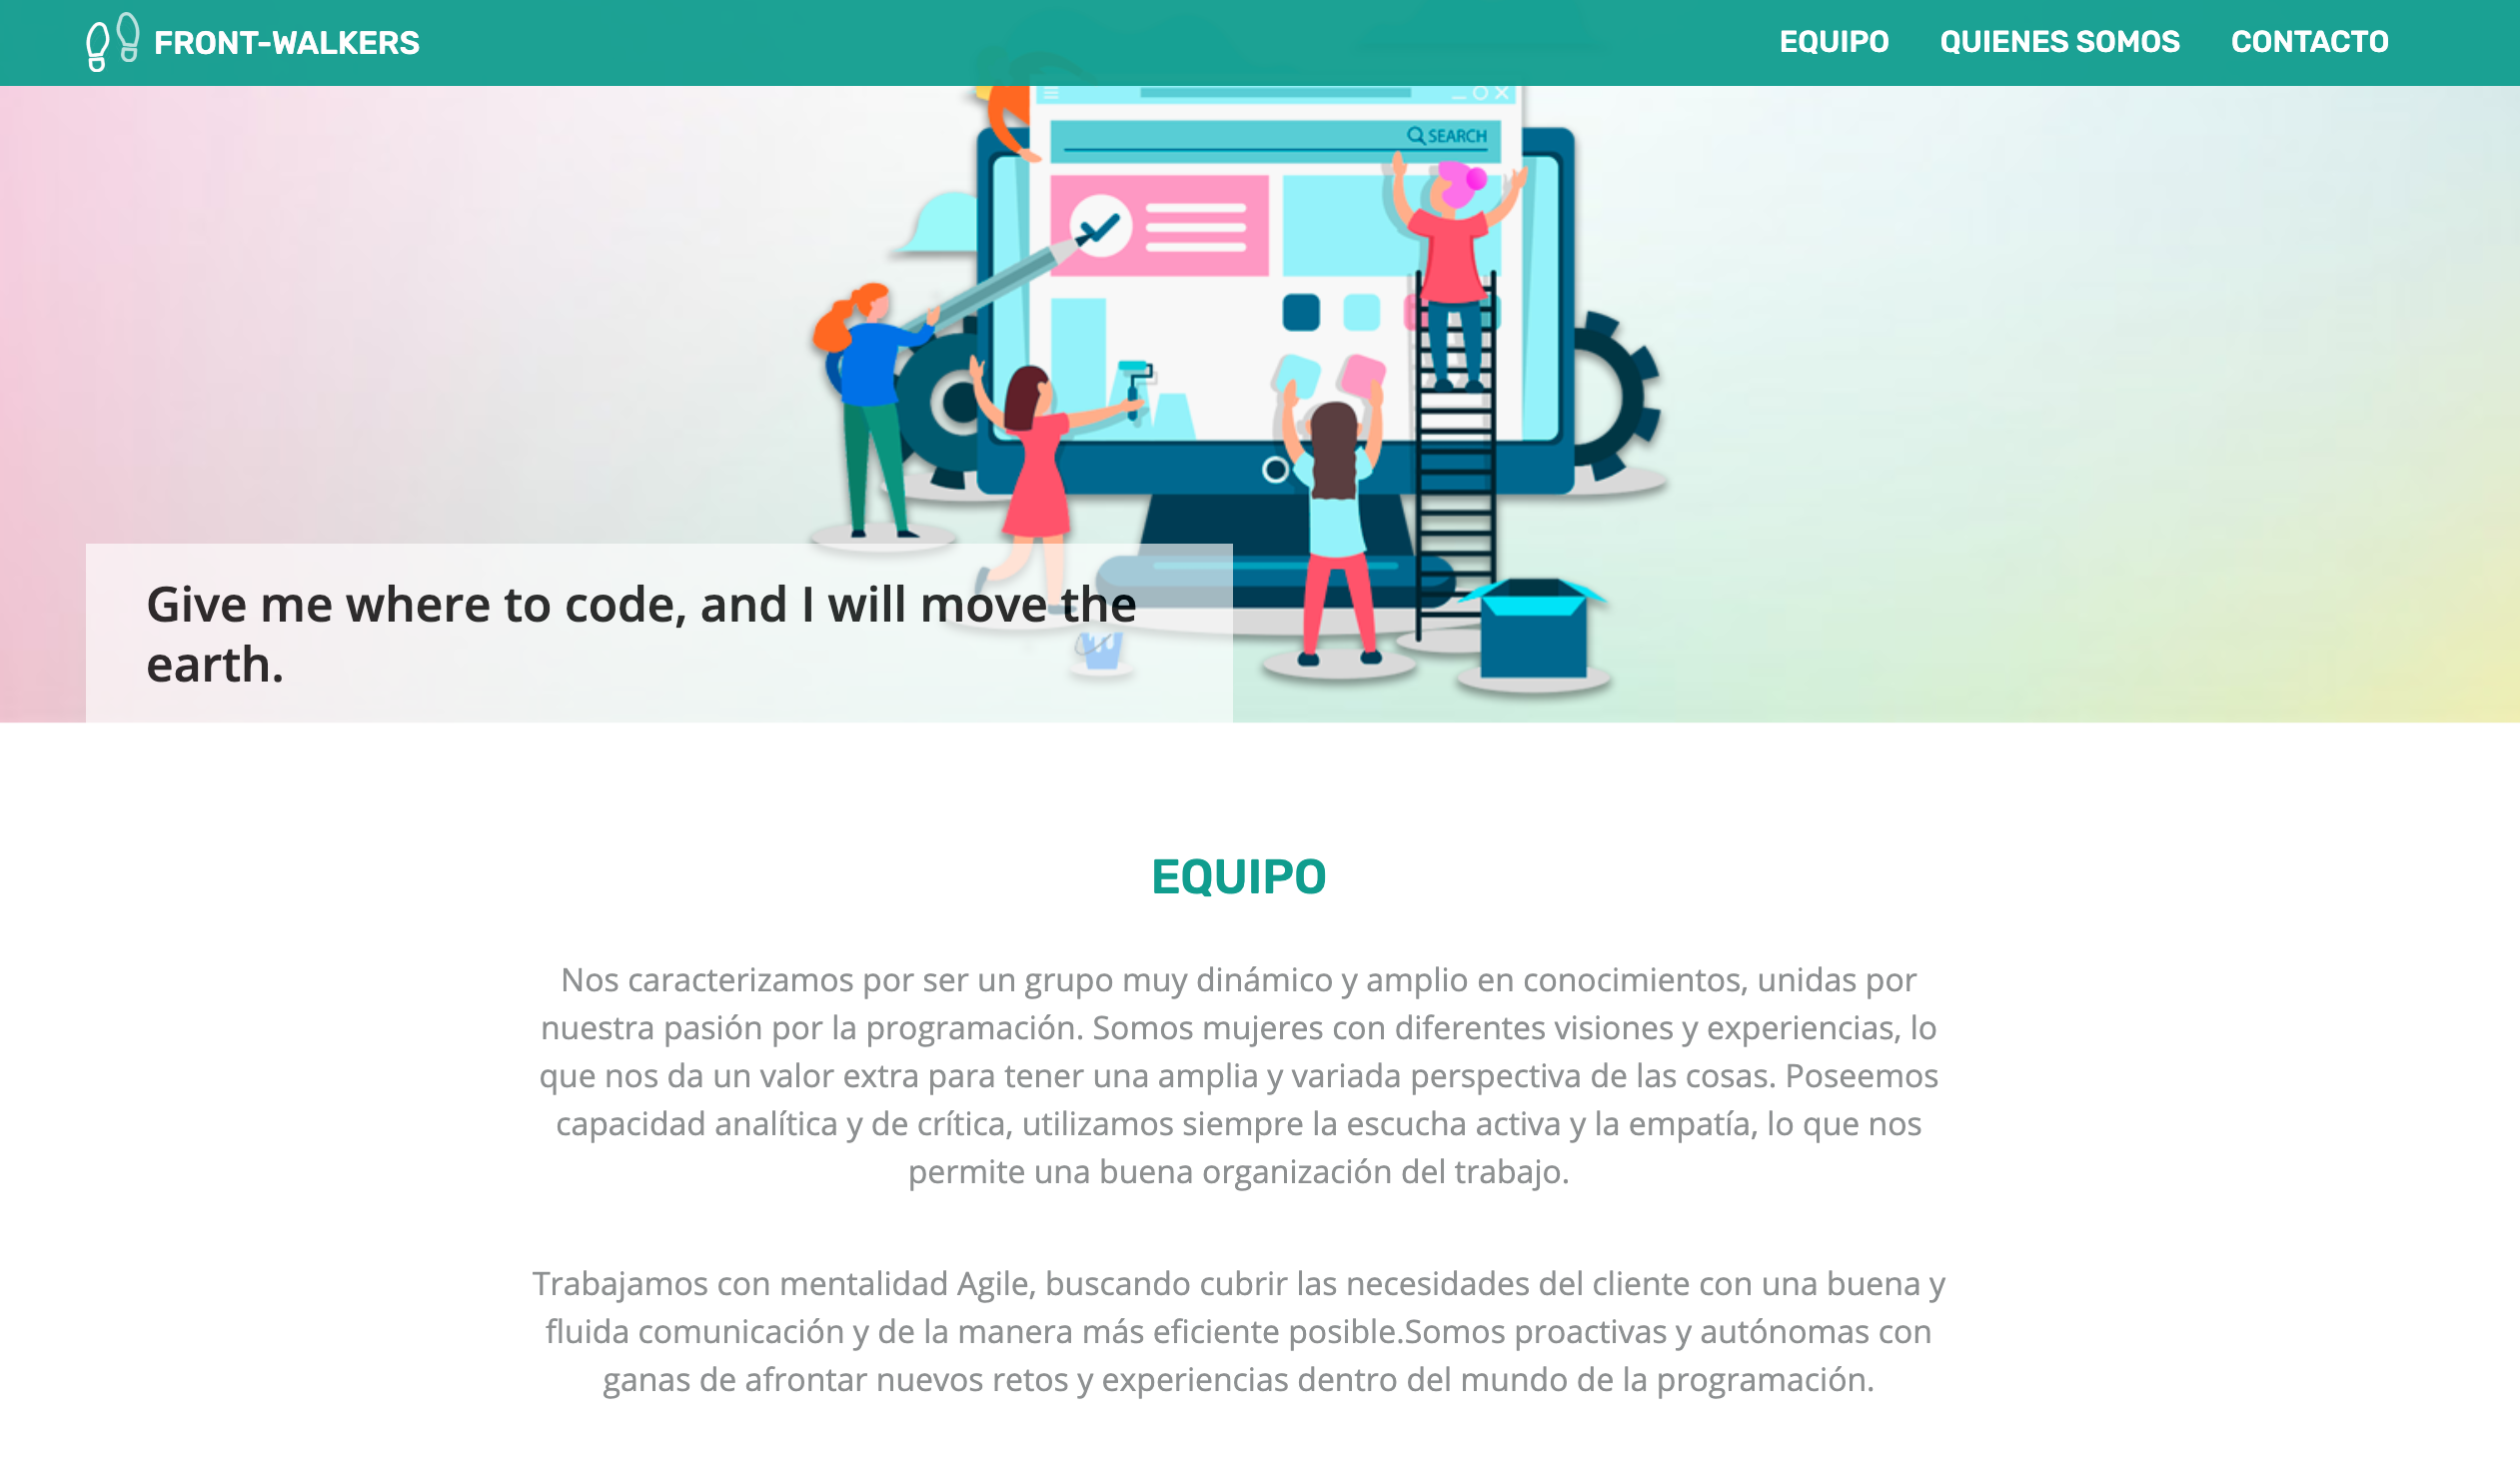 FRONT-WALKERS
EQUIPO
QUIENES SOMOS
CONTACTO
SEARCH
Give me where to code, and I will move the
earth.
EQUIPO
Nos caracterizamos por ser un grupo muy dinámico y amplio en conocimientos, unidas por
nuestra pasión por la programación. Somos mujeres con diferentes visiones y experiencias, lo
que nos da un valor extra para tener una amplia y variada perspectiva de las cosas. Poseemos
capacidad analítica y de crítica, utilizamos siempre la escucha activa y la empatía, lo que nos
permite una buena organización del trabajo.
Trabajamos con mentalidad Agile, buscando cubrir las necesidades del cliente con una buena y
fluida comunicación y de la manera más eficiente posible.Somos proactivas y autónomas con
ganas de afrontar nuevos retos y experiencias dentro del mundo de la programación.